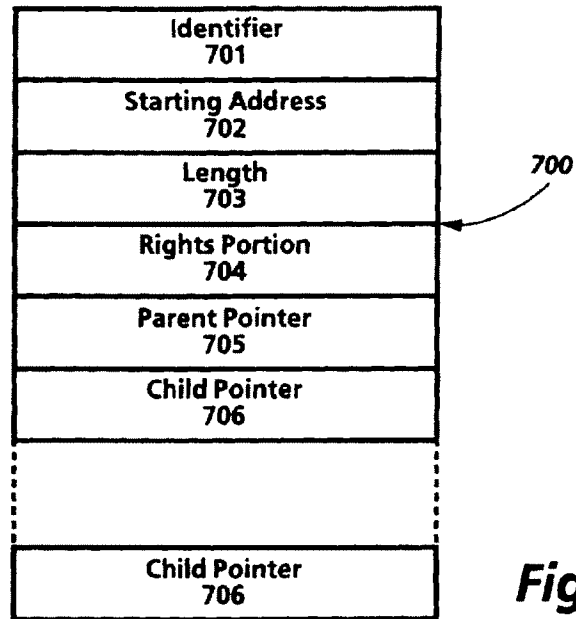 Identifier
701
Starting Address
702
Length
703
700
Rights Portion
704
Parent Pointer
705
Child Pointer
706
Child Pointer
706
Fig